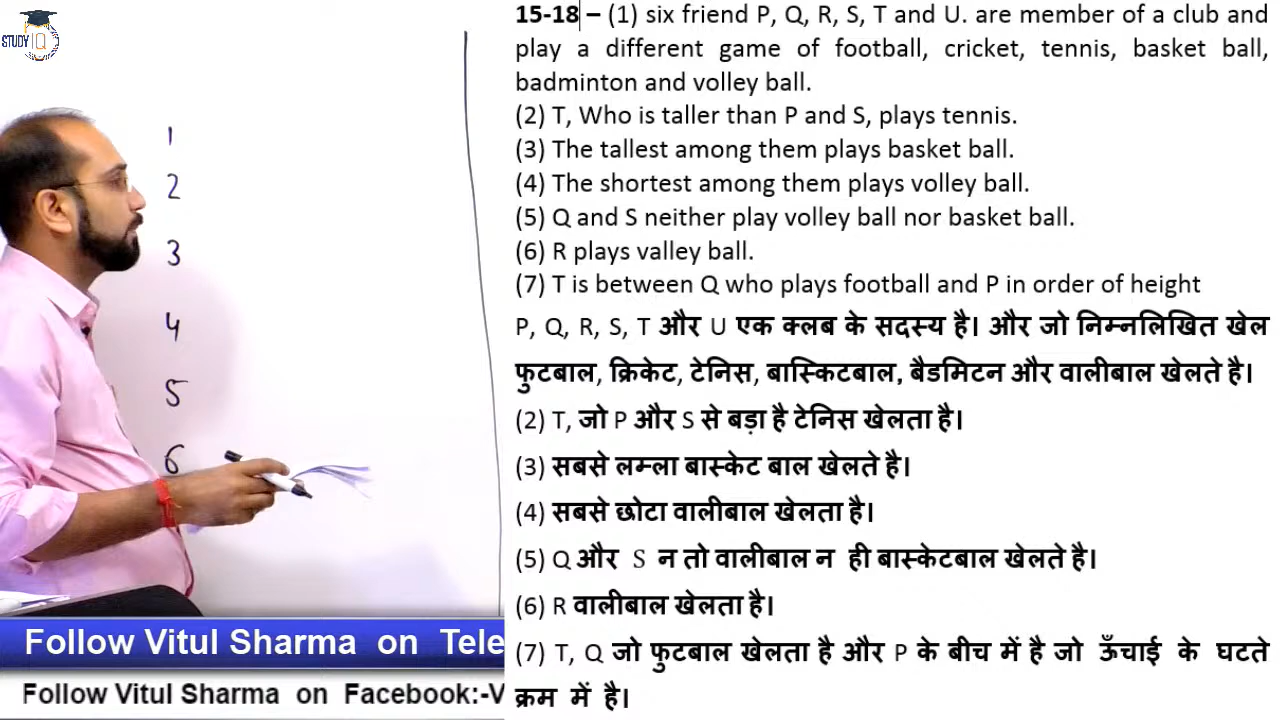 STUDY IQ
1
2
3
4
5
6
15-18 – (1) six friend P, Q, R, S, T and U. are member of a club and
play a different game of football, cricket, tennis, basket ball,
badminton and volley ball.
(2) T, Who is taller than P and S, plays tennis.
(3) The tallest among them plays basket ball.
(4) The shortest among them plays volley ball.
(5) Q and S neither play volley ball nor basket ball.
(6) R plays valley ball.
(7) T is between Q who plays football and P in order of height
P, Q, R, S, T और U एक क्लब के सदस्य है। और जो निम्नलिखित खेल
फुटबाल, क्रिकेट, टेनिस, बास्किटबाल, बैडमिटन और वालीबाल खेलते है।
(2) T, जो P और S से बड़ा है टेनिस खेलता है।
(3) सबसे लम्ला बास्केट बाल खेलते है।
(4) सबसे छोटा वालीबाल खेलता है।
(5) Q और S न तो वालीबाल न ही बास्केटबाल खेलते है।
(6) R वालीबाल खेलता है।
(7) T, Q जो फुटबाल खेलता है और P के बीच में है जो ऊँचाई के घटते
क्रम में है।
Follow Vitul Sharma on Tele
Follow Vitul Sharma on Facebook:-V